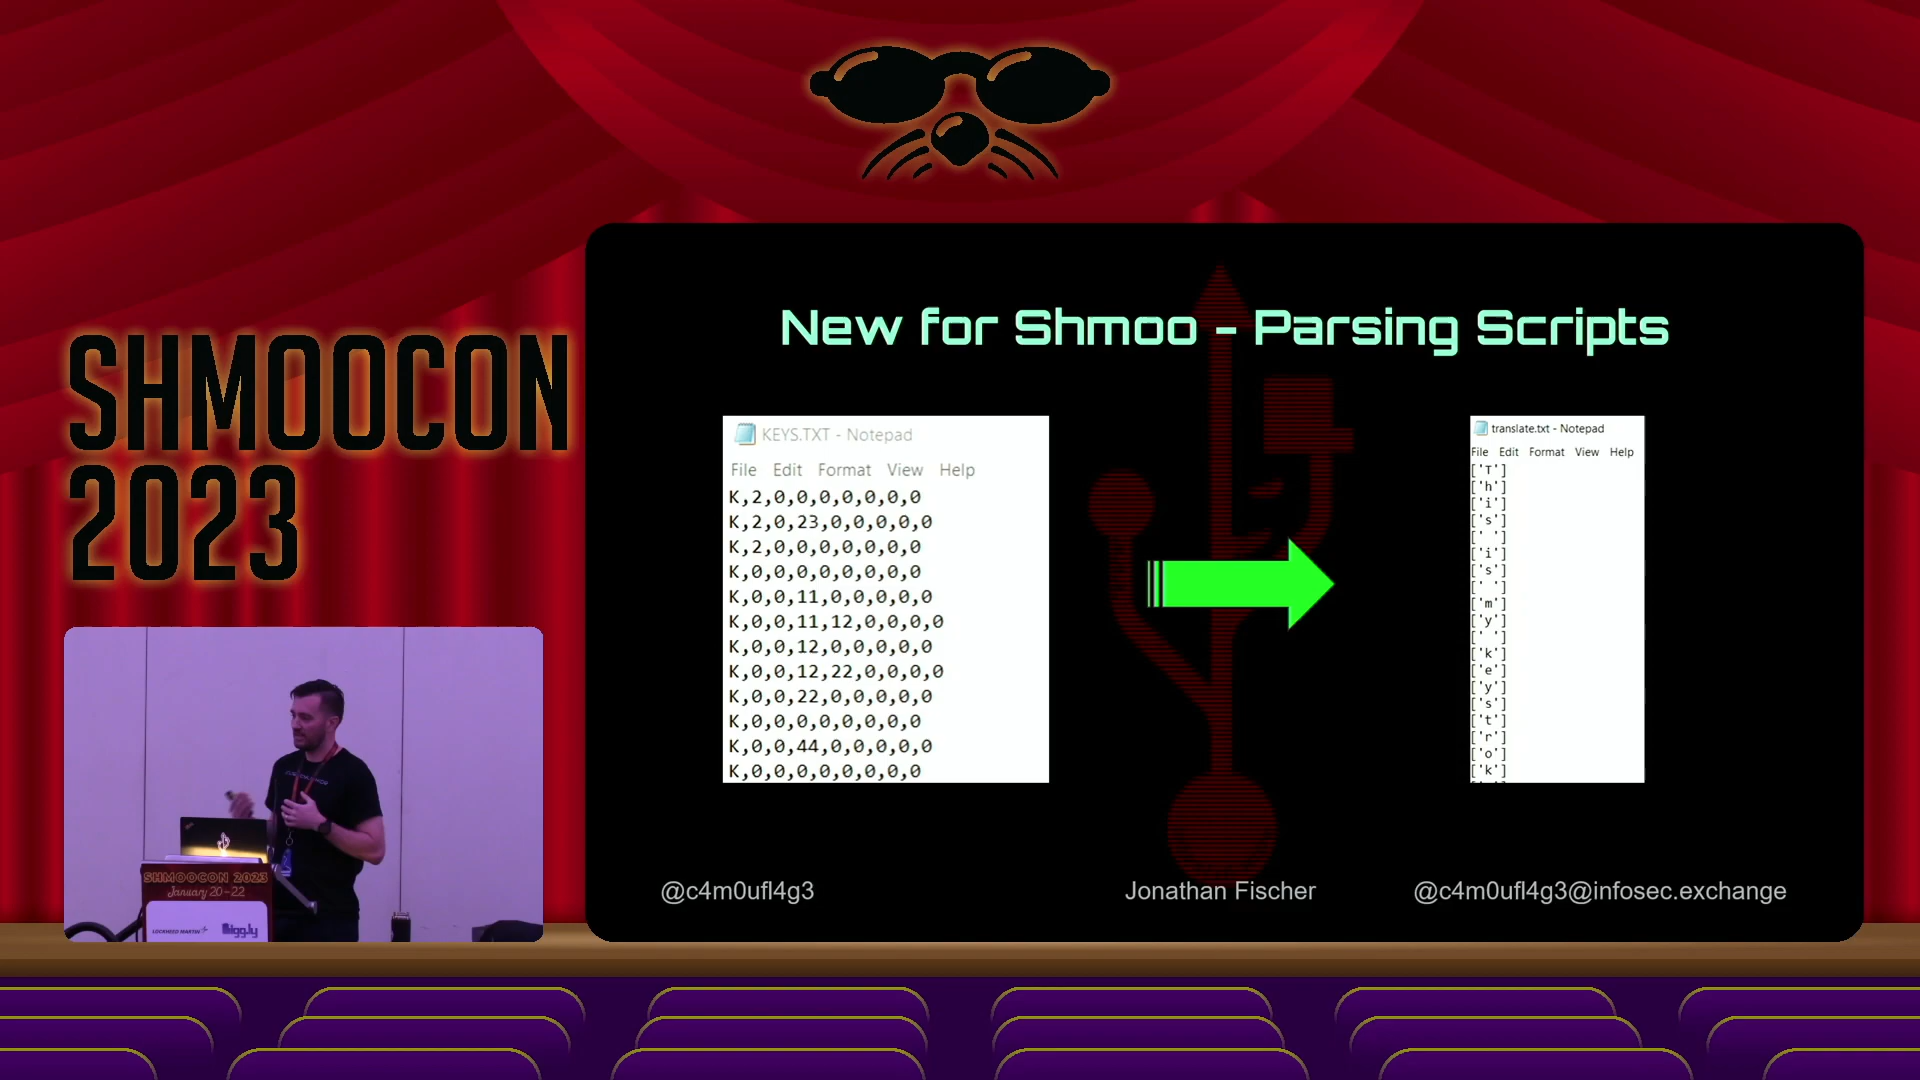 SHMOOCON
2023
New for Shmoo - Parsing Scripts
KEYS.TXT - Notepad
File Edit Format View Help
K,2,0,0,0,0,0,0,0
K,2,0,23,0,0,0,0,0
K,2,0,0,0,0,0,0,0
K,0,0,0,0,0,0,0,0
K,0,0,11,0,0,0,0,0
K,0,0,11,12,0,0,0,0
K,0,0,12,0,0,0,0,0
K,0,0,12,22,0,0,0,0
K,0,0,22,0,0,0,0,0
K,0,0,0,0,0,0,0,0
K,0,0,44,0,0,0,0,0
K,0,0,0,0,0,0,0,0
translate.txt - Notepad
File Edit Format View Help
['T']
['h']
['i']
['s']
[' ']
['i']
['s']
[' ']
['m']
['y']
[' ']
['k']
['e']
['y']
['s']
['t']
['r']
['o']
['k']
@c4m0ufl4g3
Jonathan Fischer
@c4m0ufl4g3@infosec.exchange
SHMOOCON 2023
January 20-22
LOCKHEED MARTIN